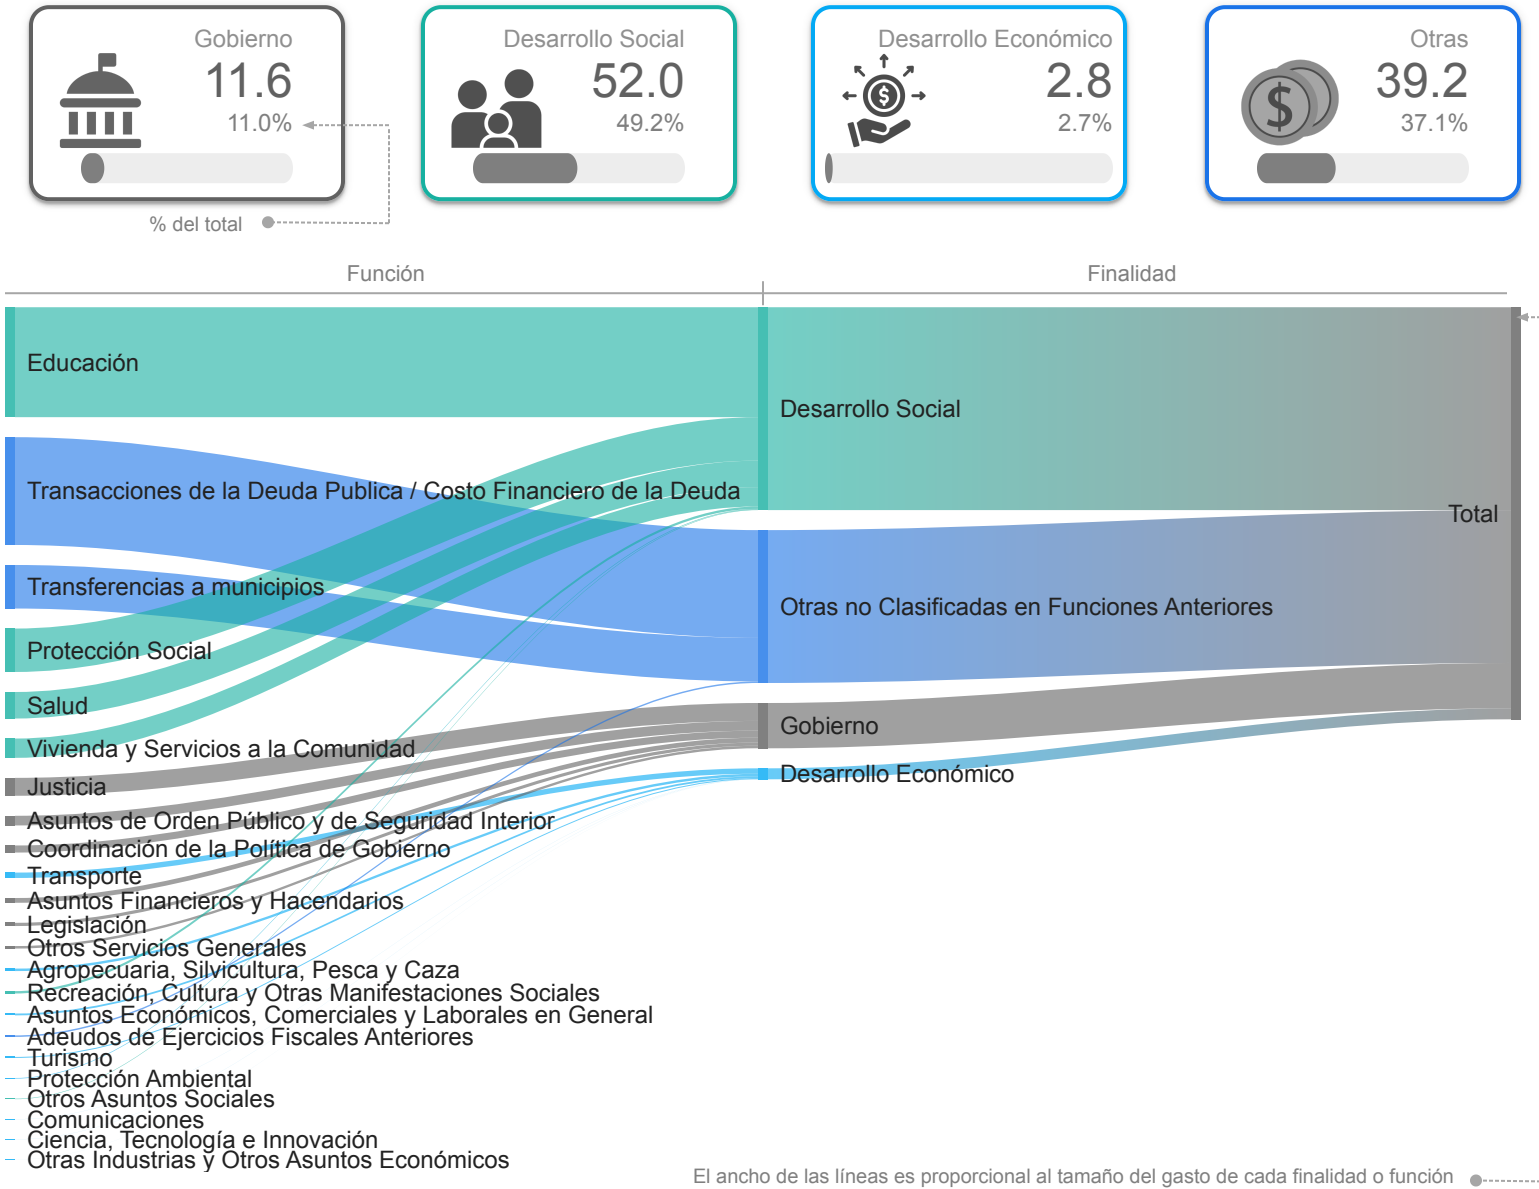 Gobierno
11.6
11.0%
Desarrollo Social
52.0
49.2%
Desarrollo Económico
2.8
2.7%
Otras
39.2
37.1%
$
$
% del total
Función
Finalidad
Educación
Desarrollo Social
Transacciones de la Deuda Publica / Costo Financiero de la Deuda
Total
Transferencias a municipios
Otras no Clasificadas en Funciones Anteriores
Protección Social
Salud
Gobierno
Vivienda y Servicios a la Comunidad
Desarrollo Económico
Justicia
Asuntos de Orden Público y de Seguridad Interior
Coordinación de la Política de Gobierno
Transporte
Asuntos Financieros y Hacendarios
Legislación
Otros Servicios Generales
Agropecuaria, Silvicultura, Pesca y Caza
Recreación, Cultura y Otras Manifestaciones Sociales
Asuntos Económicos, Comerciales y Laborales en General
Adeudos de Ejercicios Fiscales Anteriores
Turismo
Protección Ambiental
Otros Asuntos Sociales
Comunicaciones
Ciencia, Tecnología e Innovación
Otras Industrias y Otros Asuntos Económicos
El ancho de las líneas es proporcional al tamaño del gasto de cada finalidad o función